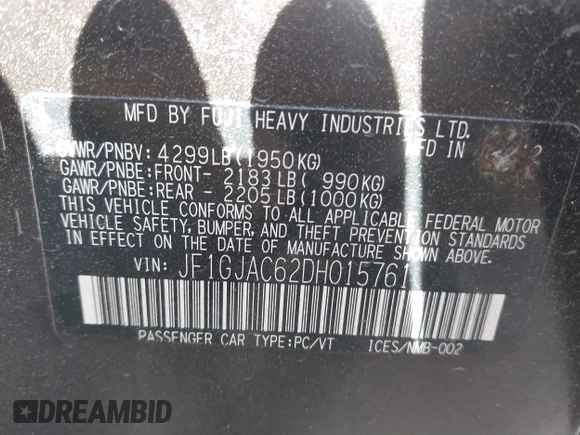 MFD BY FUJI HEAVY INDUSTRIES LTD.
GVWR/PNBV: 4299LB(1950KG) MFD IN
GAWR/PNBE:FRONT- 2183LB( 990KG)
GAWR/PNBE:REAR - 2205LB(1000KG)
THIS VEHICLE CONFORMS TO ALL APPLICABLE FEDERAL MOTOR
VEHICLE SAFETY, BUMPER, AND THEFT PREVENTION STANDARDS
IN EFFECT ON THE DATE OF MANUFACTURE SHOWN ABOVE.
VIN: JF1GJAC62DH015761
PASSENGER CAR TYPE:PC/VT ICES/NMB-002
DREAMBID